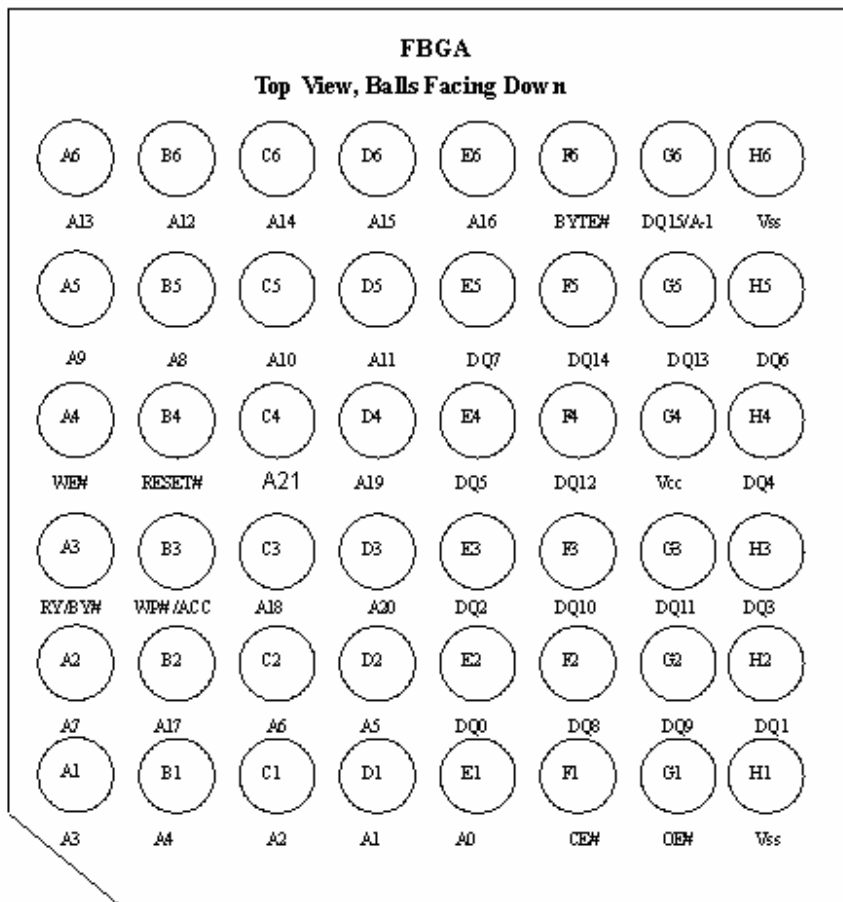 FBGA
Top View, Balls Facing Down
A6 B6 C6 D6 E6 F6 G6 H6
A13 A12 A14 A15 A16 BYTE# DQ15/A-1 Vss
A5 B5 C5 D5 E5 F5 G5 H5
A9 A8 A10 A11 DQ7 DQ14 DQ13 DQ6
A4 B4 C4 D4 E4 F4 G4 H4
WE# RESET# A21 A19 DQ5 DQ12 Vcc DQ4
A3 B3 C3 D3 E3 F3 G3 H3
RY/BY# WP#/ACC A18 A20 DQ2 DQ10 DQ11 DQ3
A2 B2 C2 D2 E2 F2 G2 H2
A7 A17 A6 A5 DQ0 DQ8 DQ9 DQ1
A1 B1 C1 D1 E1 F1 G1 H1
A3 A4 A2 A1 A0 CE# OE# Vss